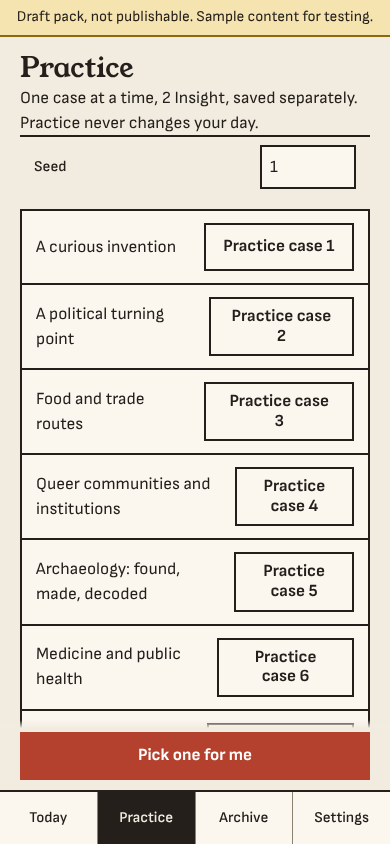 Draft pack, not publishable. Sample content for testing.
Practice
One case at a time, 2 Insight, saved separately.
Practice never changes your day.
Seed
1
A curious invention
Practice case 1
A political turning
point
Practice case
2
Food and trade
routes
Practice case
3
Queer communities and
institutions
Practice
case 4
Archaeology: found,
made, decoded
Practice
case 5
Medicine and public
health
Practice
case 6
Pick one for me
Today
Practice
Archive
Settings